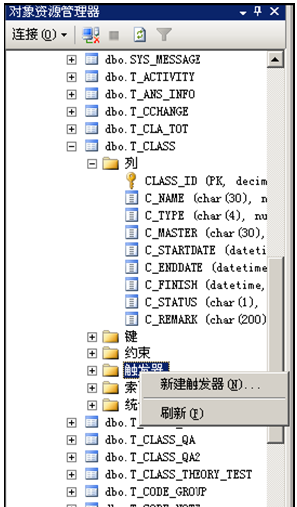 对象资源管理器
连接(O)
dbo.SYS_MESSAGE
dbo.T_ACTIVITY
dbo.T_ANS_INFO
dbo.T_CCHANGE
dbo.T_CLA_TOT
dbo.T_CLASS
列
CLASS_ID (PK, decim
C_NAME (char(30), n
C_TYPE (char(4), nu
C_MASTER (char(30),
C_STARTDATE (dateti
C_ENDDATE (datetime
C_FINISH (datetime,
C_STATUS (char(1),
C_REMARK (char(200)
键
约束
触发器
新建触发器(N)...
索
统
刷新(F)
dbo.T_CLASS_
dbo.T_CLASS_QA
dbo.T_CLASS_QA2
dbo.T_CLASS_THEORY_TEST
dbo.T_CODE_GROUP